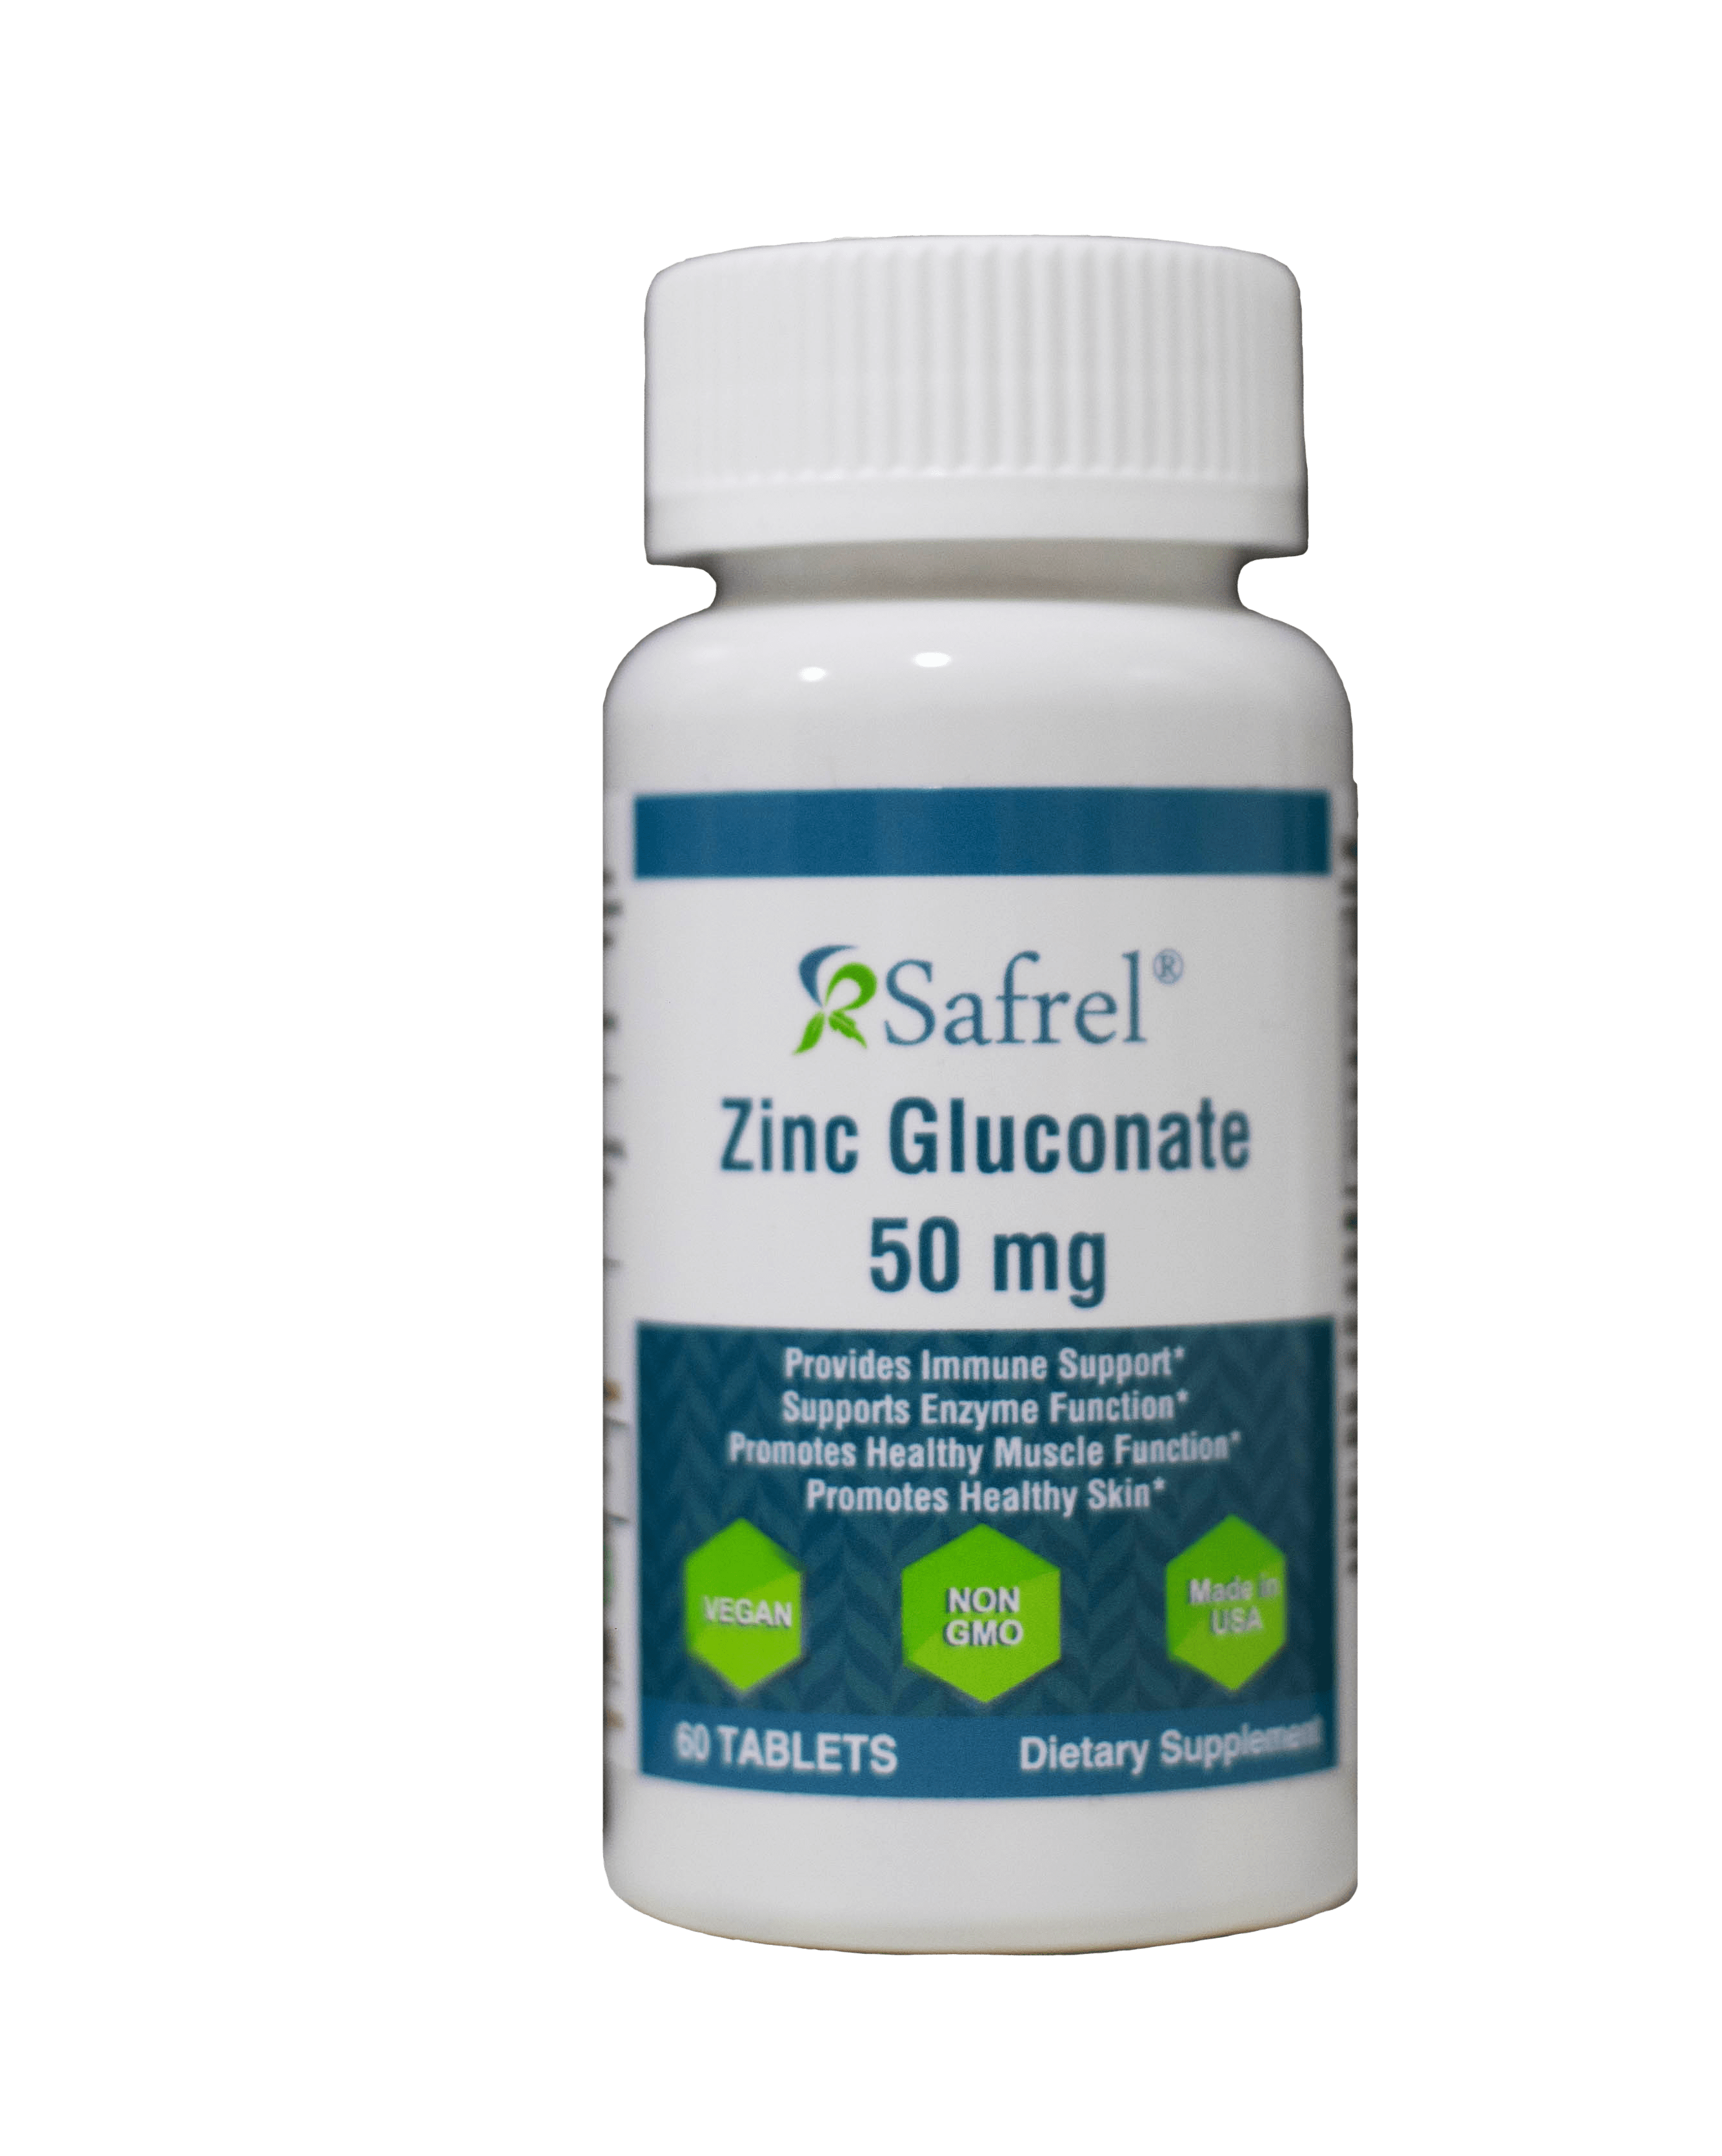 Safrel®
Zinc Gluconate
50 mg
Provides Immune Support*
Supports Enzyme Function*
Promotes Healthy Muscle Function*
Promotes Healthy Skin*
VEGAN
NON
GMO
Made in
USA
60 TABLETS
Dietary Supplement